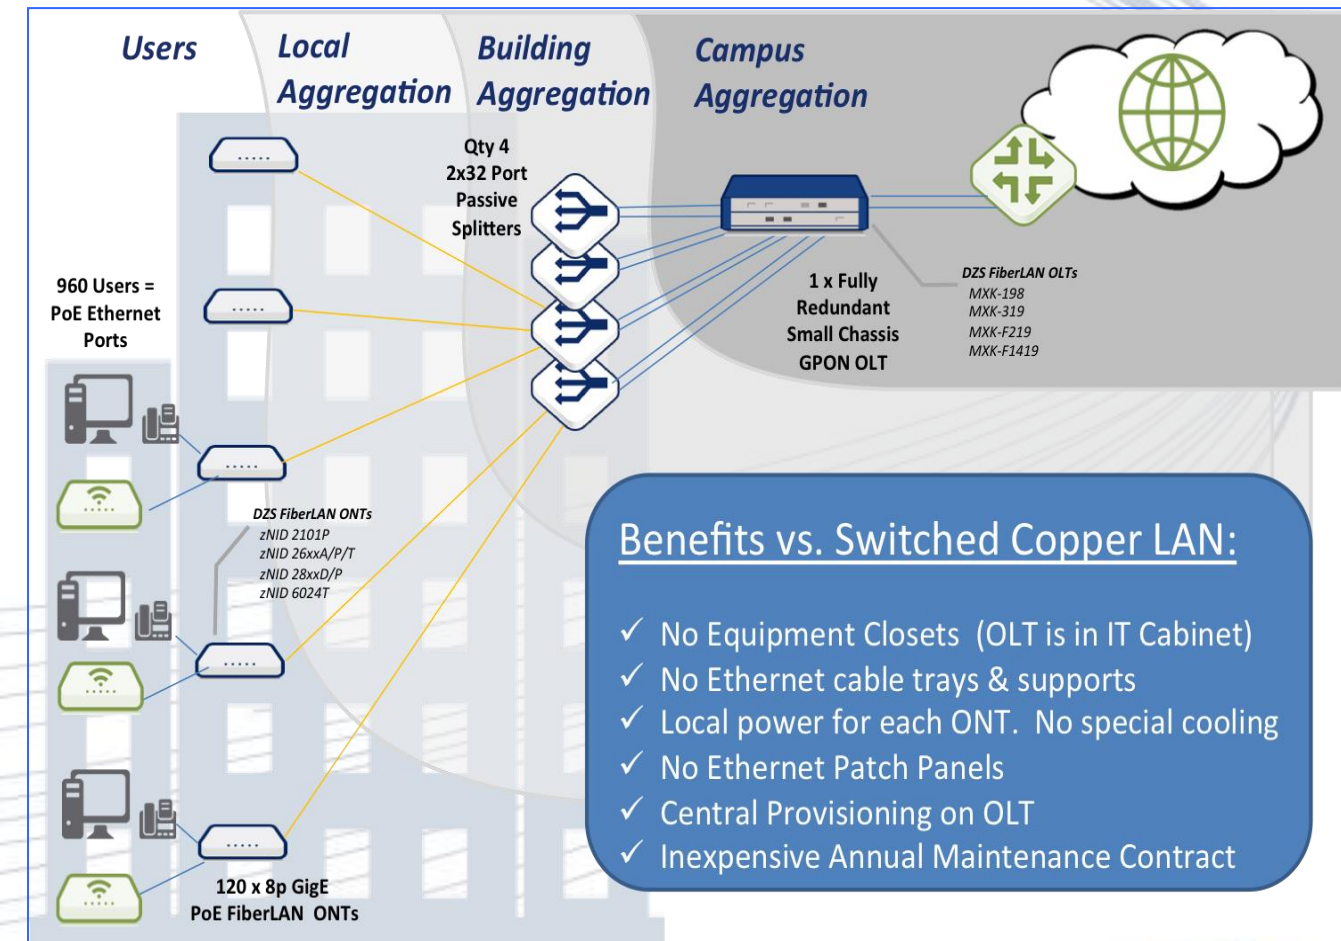 Users
Local
Aggregation
Building
Aggregation
Campus
Aggregation
Qty 4
2x32 Port
Passive
Splitters
960 Users =
PoE Ethernet
Ports
1 x Fully
Redundant
Small Chassis
GPON OLT
DZS FiberLAN OLTs
MXK-198
MXK-319
MXK-F219
MXK-F1419
DZS FiberLAN ONTs
zNID 2101P
zNID 26xxA/P/T
zNID 28xxD/P
zNID 6024T
120 x 8p GigE
PoE FiberLAN ONTs
Benefits vs. Switched Copper LAN:
✓ No Equipment Closets (OLT is in IT Cabinet)
✓ No Ethernet cable trays & supports
✓ Local power for each ONT. No special cooling
✓ No Ethernet Patch Panels
✓ Central Provisioning on OLT
✓ Inexpensive Annual Maintenance Contract